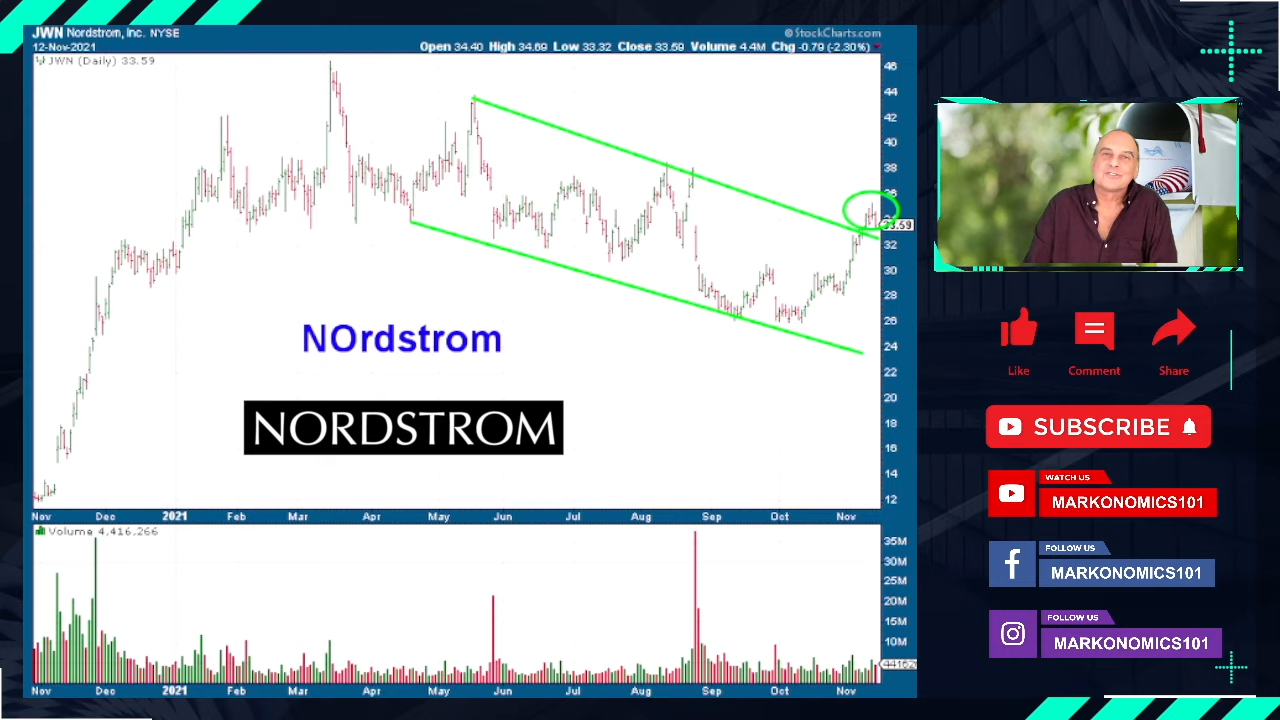 JWN Nordstrom, Inc. NYSE
© StockCharts.com
12-Nov-2021
Open 34.40 High 34.69 Low 33.32 Close 33.59 Volume 4.4M Chg -0.79 (-2.30%)
JWN (Daily) 33.59
46
44
42
40
38
36
34
33.59
32
30
28
26
24
22
20
18
16
14
12
NOrdstrom
NORDSTROM
Nov Dec 2021 Feb Mar Apr May Jun Jul Aug Sep Oct Nov
Volume 4,416,266
35M
30M
25M
20M
15M
10M
Nov Dec 2021 Feb Mar Apr May Jun Jul Aug Sep Oct Nov
Like Comment Share
SUBSCRIBE
WATCH US
MARKONOMICS101
FOLLOW US
MARKONOMICS101
FOLLOW US
MARKONOMICS101